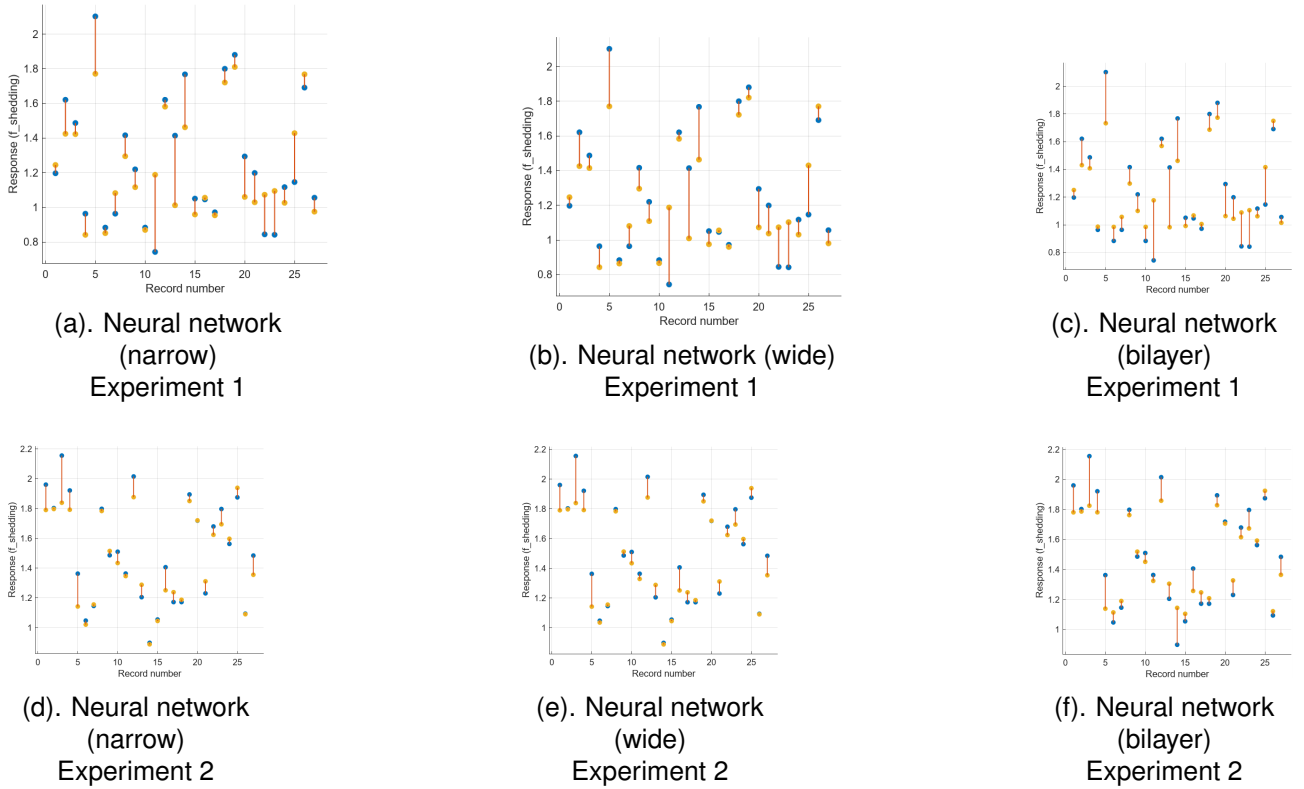 2
1.8
1.6
1.4
1.2
1
0.8
Response (f_shedding)
0
5
10
15
20
25
Record number
(a). Neural network
(narrow)
Experiment 1
2
1.8
1.6
1.4
1.2
1
0.8
Response (f_shedding)
0
5
10
15
20
25
Record number
(b). Neural network (wide)
Experiment 1
2
1.8
1.6
1.4
1.2
1
0.8
Response (f_shedding)
0
5
10
15
20
25
Record number
(c). Neural network
(bilayer)
Experiment 1
2.2
2
1.8
1.6
1.4
1.2
1
Response (f_shedding)
0
5
10
15
20
25
Record number
(d). Neural network
(narrow)
Experiment 2
2.2
2
1.8
1.6
1.4
1.2
1
Response (f_shedding)
0
5
10
15
20
25
Record number
(e). Neural network
(wide)
Experiment 2
2.2
2
1.8
1.6
1.4
1.2
1
Response (f_shedding)
0
5
10
15
20
25
Record number
(f). Neural network
(bilayer)
Experiment 2